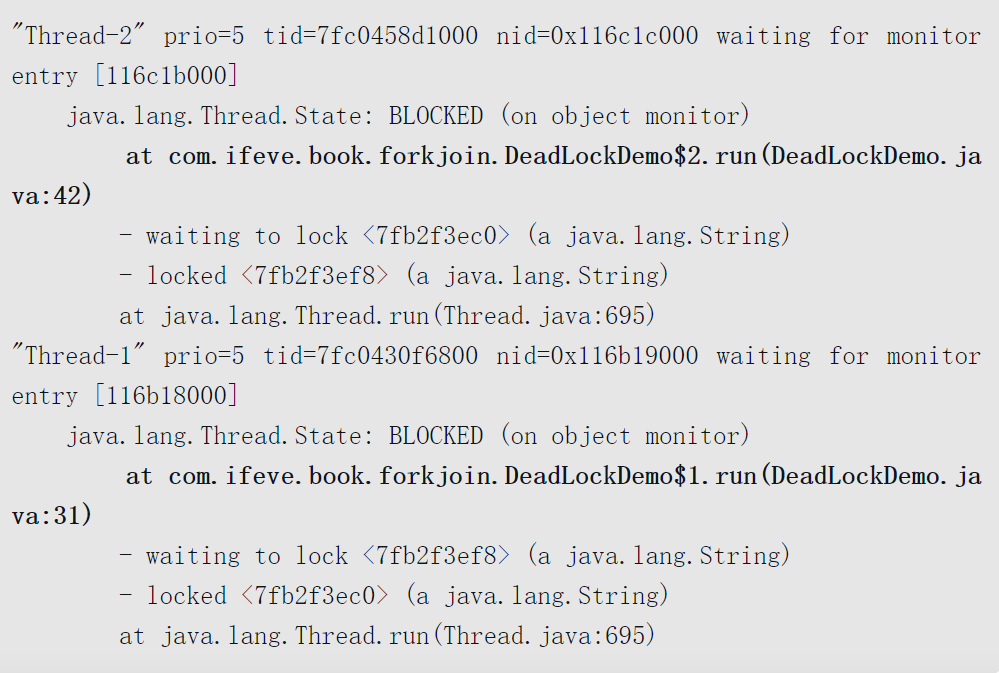 "Thread-2" prio=5 tid=7fc0458d1000 nid=0x116c1c000 waiting for monitor
entry [116c1b000]
java.lang.Thread.State: BLOCKED (on object monitor)
at com.ifeve.book.forkjoin.DeadLockDemo$2.run(DeadLockDemo.ja
va:42)
- waiting to lock <7fb2f3ec0> (a java.lang.String)
- locked <7fb2f3ef8> (a java.lang.String)
at java.lang.Thread.run(Thread.java:695)
"Thread-1" prio=5 tid=7fc0430f6800 nid=0x116b19000 waiting for monitor
entry [116b18000]
java.lang.Thread.State: BLOCKED (on object monitor)
at com.ifeve.book.forkjoin.DeadLockDemo$1.run(DeadLockDemo.ja
va:31)
- waiting to lock <7fb2f3ef8> (a java.lang.String)
- locked <7fb2f3ec0> (a java.lang.String)
at java.lang.Thread.run(Thread.java:695)